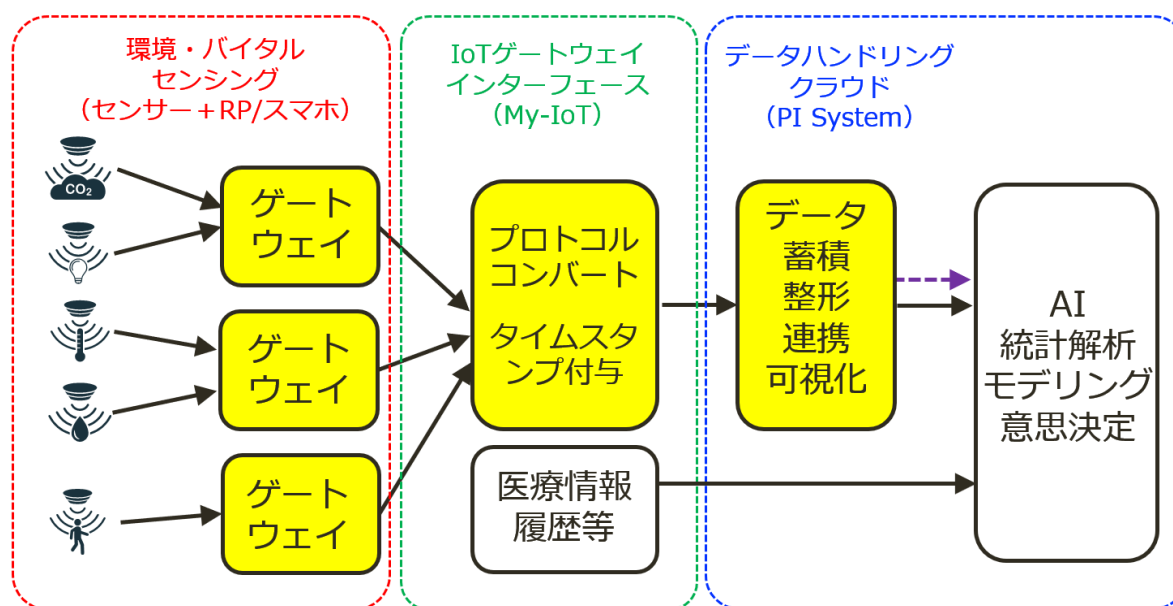 環境・バイタル
センシング
（センサー＋RP/スマホ）
IoTゲートウェイ
インターフェース
（My-IoT）
データハンドリング
クラウド
（PI System）
CO₂
ゲート
ウェイ
ゲート
ウェイ
ゲート
ウェイ
プロトコル
コンバート
タイムスタ
ンプ付与
医療情報
履歴等
データ
蓄積
整形
連携
可視化
AI
統計解析
モデリング
意思決定